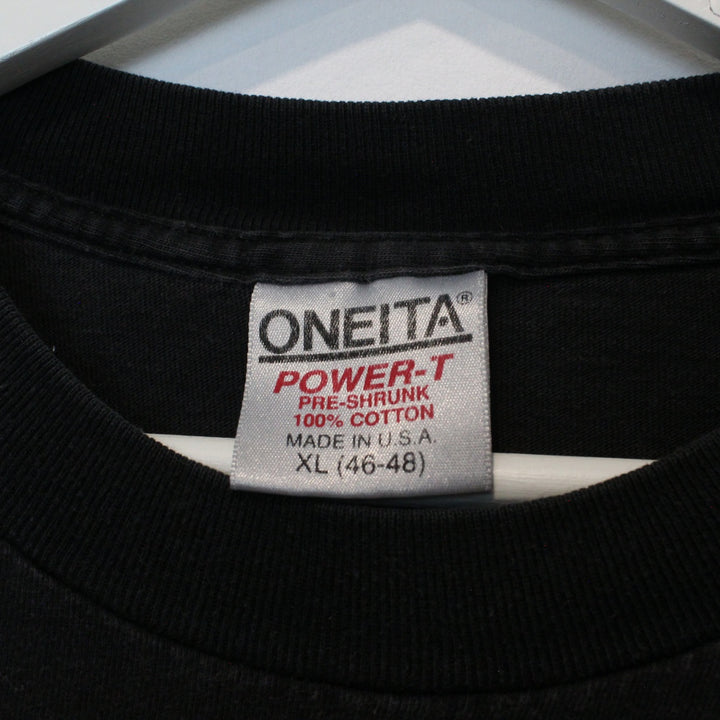 ONEITA®
POWER-T
PRE-SHRUNK
100% COTTON
MADE IN U.S.A.
XL (46-48)